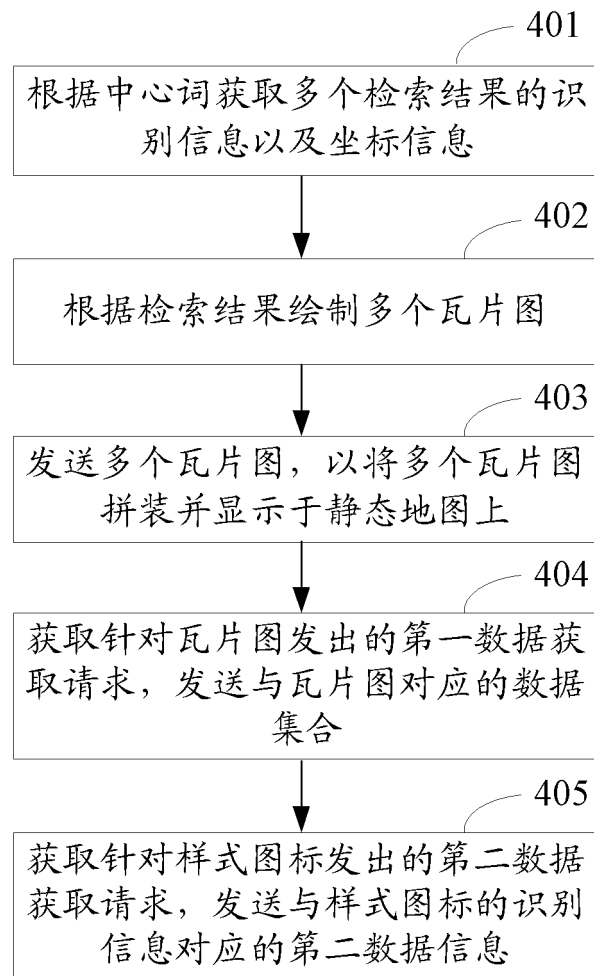 401
根据中心词获取多个检索结果的识
别信息以及坐标信息
402
根据检索结果绘制多个瓦片图
403
发送多个瓦片图，以将多个瓦片图
拼装并显示于静态地图上
404
获取针对瓦片图发出的第一数据获
取请求，发送与瓦片图对应的数据
集合
405
获取针对样式图标发出的第二数据
获取请求，发送与样式图标的识别
信息对应的第二数据信息